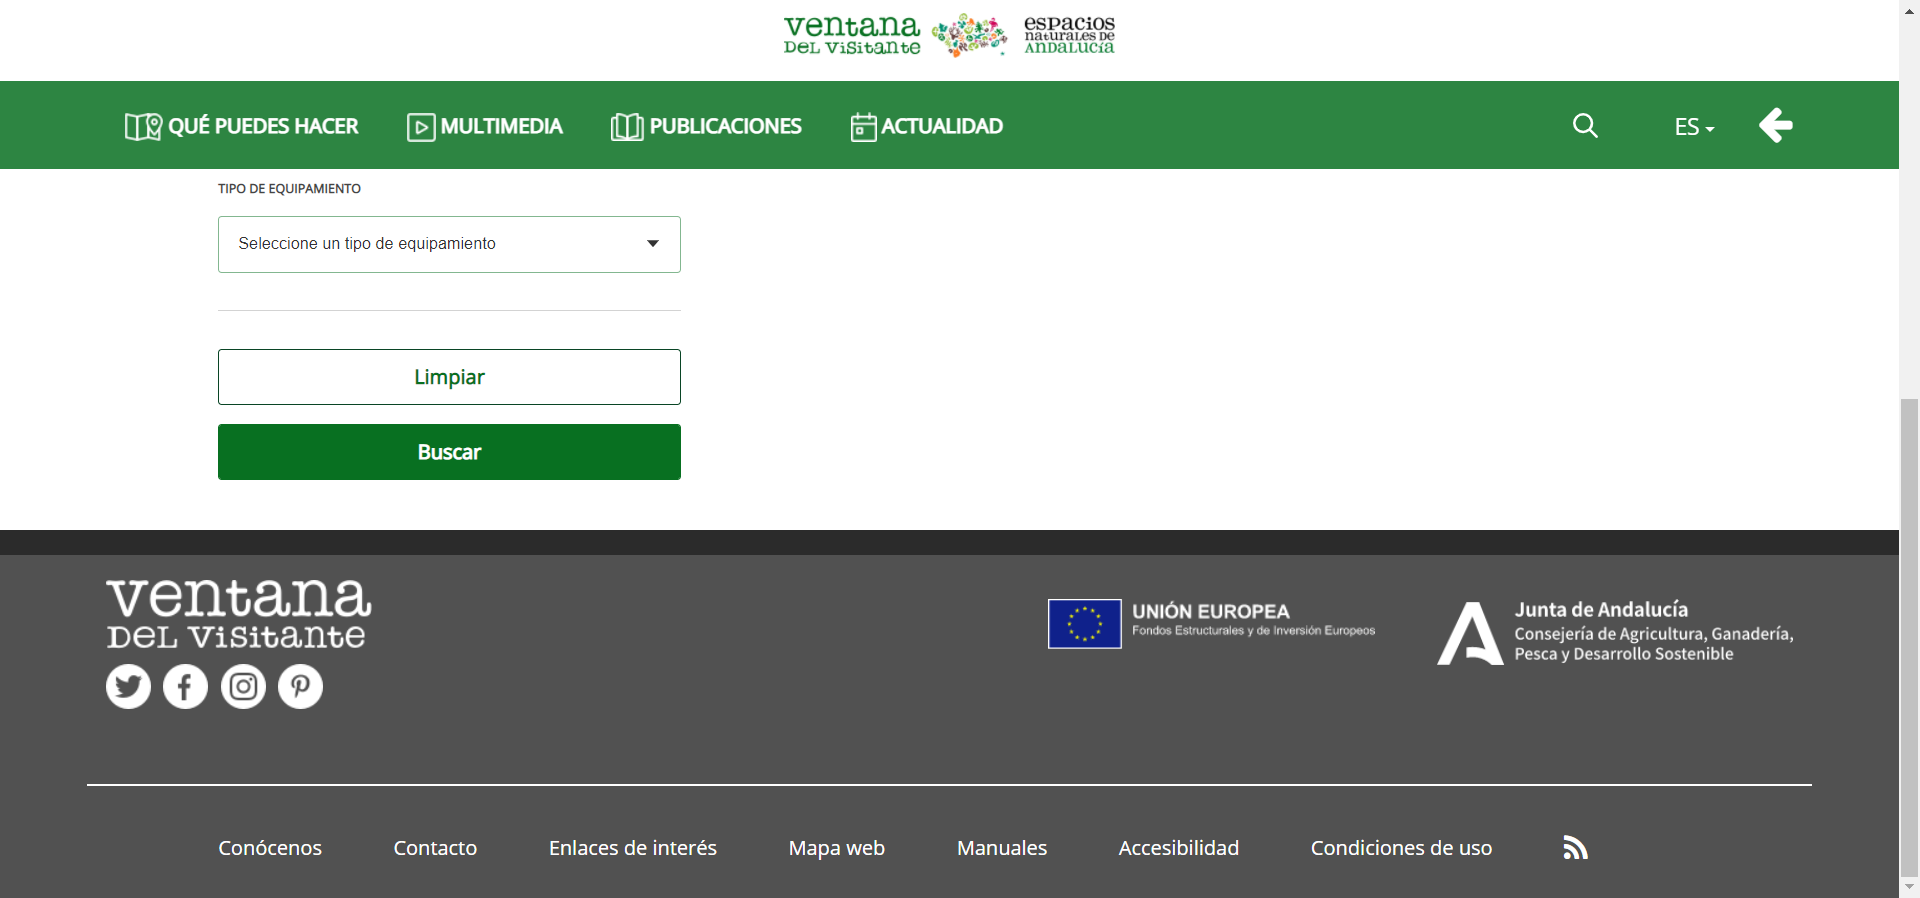 ventana
DEL VISITANTE
ESPACIOS
NATURALES DE
ANDALUCÍA
QUÉ PUEDES HACER
MULTIMEDIA
PUBLICACIONES
ACTUALIDAD
ES
TIPO DE EQUIPAMIENTO
Seleccione un tipo de equipamiento
Limpiar
Buscar
ventana
DEL VISITANTE
UNIÓN EUROPEA
Fondos Estructurales y de Inversión Europeos
Junta de Andalucía
Consejería de Agricultura, Ganadería,
Pesca y Desarrollo Sostenible
Conócenos
Contacto
Enlaces de interés
Mapa web
Manuales
Accesibilidad
Condiciones de uso